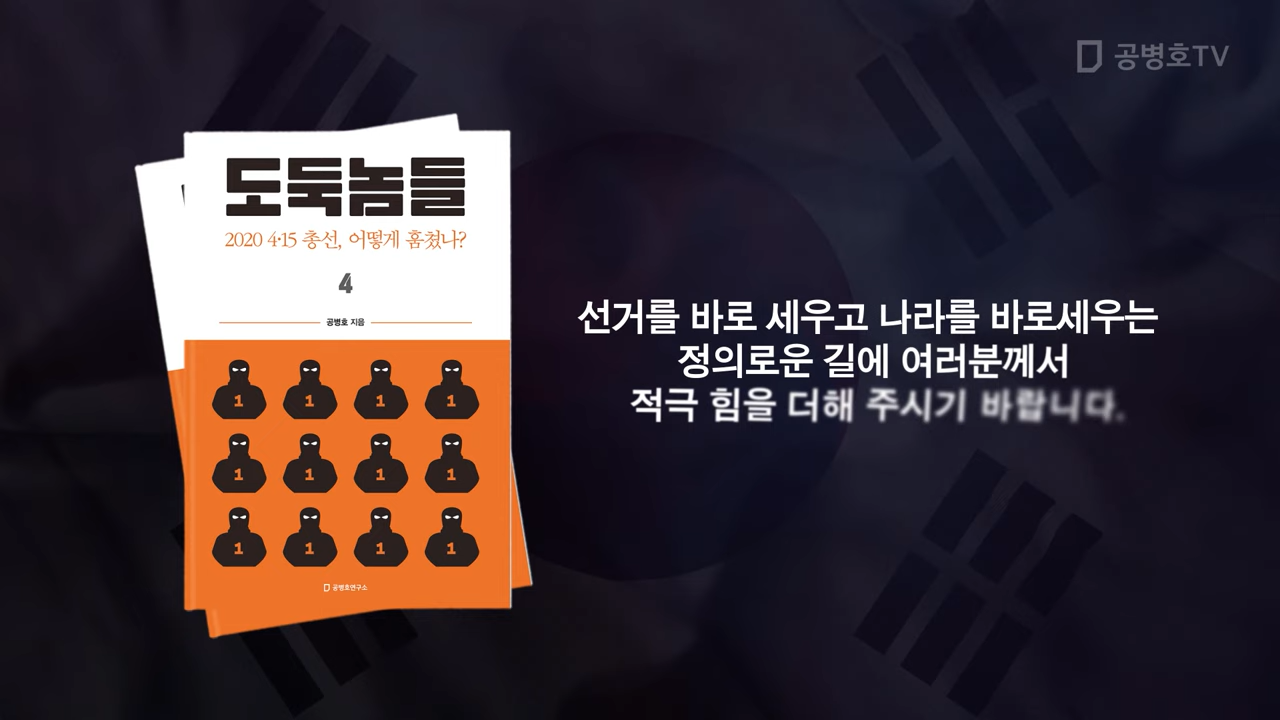 공병호TV
도둑놈들
2020 4·15 총선, 어떻게 훔쳤나?
4
공병호 지음
1 1 1 1
1 1 1 1
1 1 1 1
공병호연구소
선거를 바로 세우고 나라를 바로세우는
정의로운 길에 여러분께서
적극 힘을 더해 주시기 바랍니다.